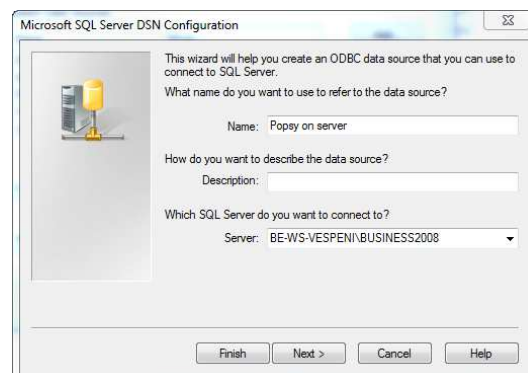 Microsoft SQL Server DSN Configuration
This wizard will help you create an ODBC data source that you can use to
connect to SQL Server.
What name do you want to use to refer to the data source?
Name: Popsy on server
How do you want to describe the data source?
Description:
Which SQL Server do you want to connect to?
Server: BE-WS-VESPENI\BUSINESS2008
Finish Next > Cancel Help